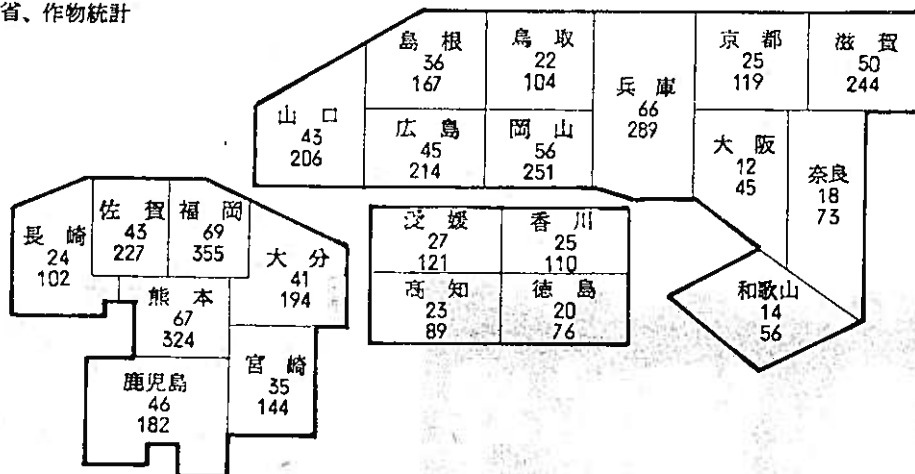 省、作物統計
島根
36
167
鳥取
22
104
京都
25
119
滋賀
50
244
兵庫
66
289
山口
43
206
広島
45
214
岡山
56
251
大阪
12
45
奈良
18
73
和歌山
14
56
愛媛
27
121
香川
25
110
高知
23
89
徳島
20
76
長崎
24
102
佐賀
43
227
福岡
69
355
大分
41
194
熊本
67
324
宮崎
35
144
鹿児島
46
182